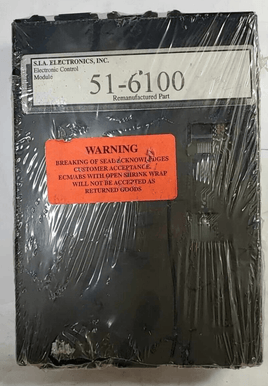 S.I.A. ELECTRONICS, INC.
Electronic Control
Module
51-6100
Remanufactured Part
WARNING
BREAKING OF SEAL ACKNOWLEDGES
CUSTOMER ACCEPTANCE.
ECM/ABS WITH OPEN SHRINK WRAP
WILL NOT BE ACCEPTED AS
RETURNED GOODS